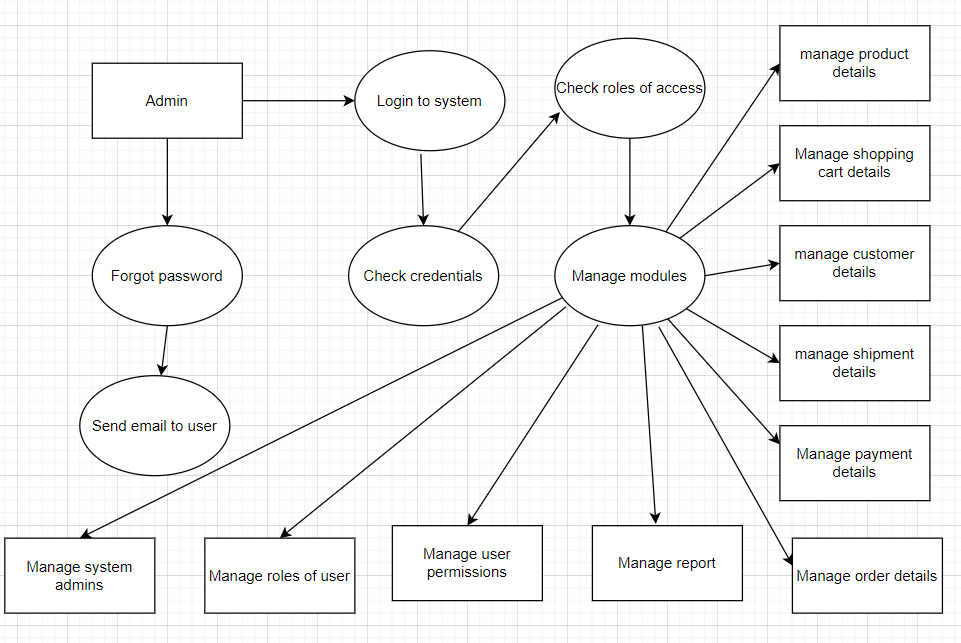 manage product
details
Admin
Login to system
Check roles of access
Manage shopping
cart details
manage customer
details
Forgot password
Check credentials
Manage modules
manage shipment
details
Send email to user
Manage payment
details
Manage system
admins
Manage roles of user
Manage user
permissions
Manage report
Manage order details